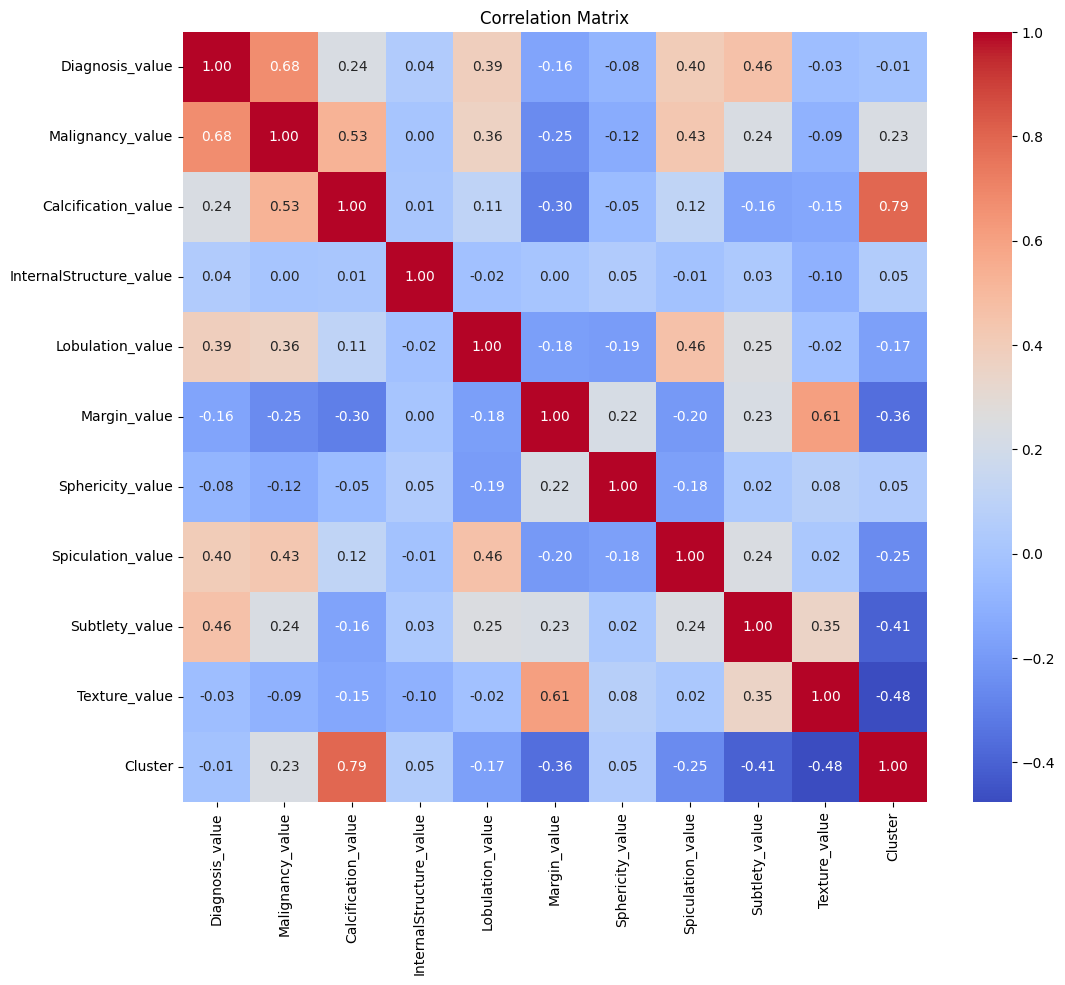 Correlation Matrix
Diagnosis_value 1.00 0.68 0.24 0.04 0.39 -0.16 -0.08 0.40 0.46 -0.03 -0.01
Malignancy_value 0.68 1.00 0.53 0.00 0.36 -0.25 -0.12 0.43 0.24 -0.09 0.23
Calcification_value 0.24 0.53 1.00 0.01 0.11 -0.30 -0.05 0.12 -0.16 -0.15 0.79
InternalStructure_value 0.04 0.00 0.01 1.00 -0.02 0.00 0.05 -0.01 0.03 -0.10 0.05
Lobulation_value 0.39 0.36 0.11 -0.02 1.00 -0.18 -0.19 0.46 0.25 -0.02 -0.17
Margin_value -0.16 -0.25 -0.30 0.00 -0.18 1.00 0.22 -0.20 0.23 0.61 -0.36
Sphericity_value -0.08 -0.12 -0.05 0.05 -0.19 0.22 1.00 -0.18 0.02 0.08 0.05
Spiculation_value 0.40 0.43 0.12 -0.01 0.46 -0.20 -0.18 1.00 0.24 0.02 -0.25
Subtlety_value 0.46 0.24 -0.16 0.03 0.25 0.23 0.02 0.24 1.00 0.35 -0.41
Texture_value -0.03 -0.09 -0.15 -0.10 -0.02 0.61 0.08 0.02 0.35 1.00 -0.48
Cluster -0.01 0.23 0.79 0.05 -0.17 -0.36 0.05 -0.25 -0.41 -0.48 1.00
Diagnosis_value
Malignancy_value
Calcification_value
InternalStructure_value
Lobulation_value
Margin_value
Sphericity_value
Spiculation_value
Subtlety_value
Texture_value
Cluster
1.0
0.8
0.6
0.4
0.2
0.0
−0.2
−0.4